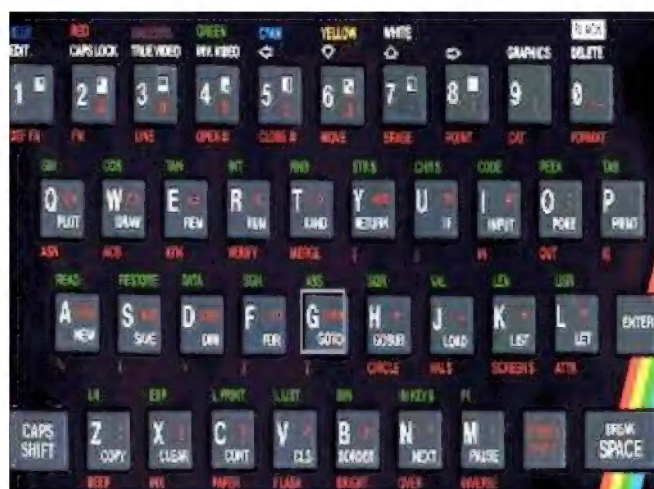 RED GREEN CYAN YELLOW WHITE BLACK
EDIT CAPS LOCK TRUE VIDEO INV. VIDEO GRAPHICS DELETE
1 2 3 4 5 6 7 8 9 0
DEF FN FN LINE OPEN # CLOSE # MOVE ERASE POINT CAT FORMAT
SIN COS TAN INT RND STR$ CHR$ CODE PEEK TAB
Q W E R T Y U I O P
PLOT DRAW REM RUN RAND RETURN IF INPUT POKE PRINT
ASN ACS ATN VERIFY MERGE [ ] IN OUT
READ RESTORE DATA SGN ABS SQR VAL LEN USR
A S D F G H J K L ENTER
NEW SAVE DIM FOR GOTO GOSUB LOAD LIST LET
CIRCLE VAL$ SCREEN$ ATTR
LN EXP L PRINT L LIST BIN IN KEY$ PI
CAPS SHIFT Z X C V B N M BREAK SPACE
COPY CLEAR CONT CLS BORDER NEXT PAUSE
BEEP INK PAPER FLASH BRIGHT OVER INVERSE